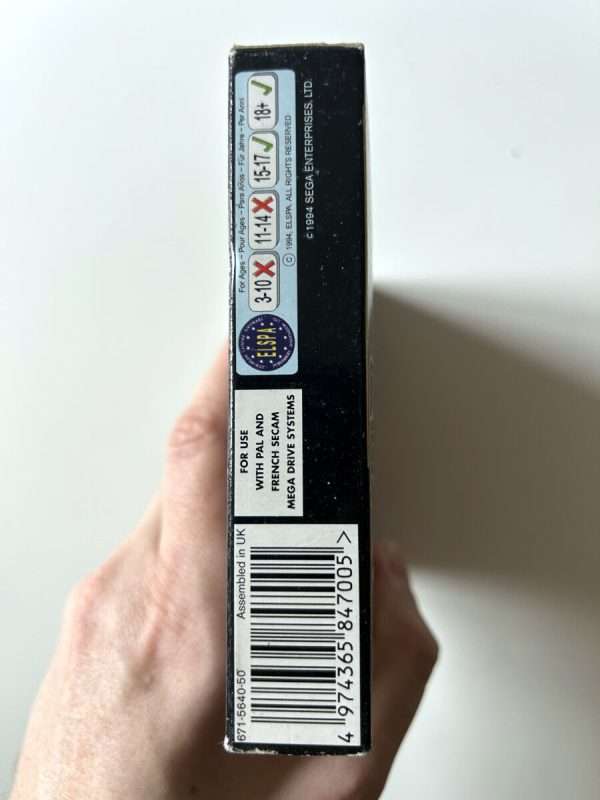 For Ages - Pour Ages - Para Años - Für Jahre - Per Anni
3-10 11-14 15-17 18+
ELSPA
© 1994, ELSPA, ALL RIGHTS RESERVED
© 1994 SEGA ENTERPRISES, LTD.
FOR USE
WITH PAL AND
FRENCH SECAM
MEGA DRIVE SYSTEMS
671-5640-50 Assembled in UK
4 974365 847005 >